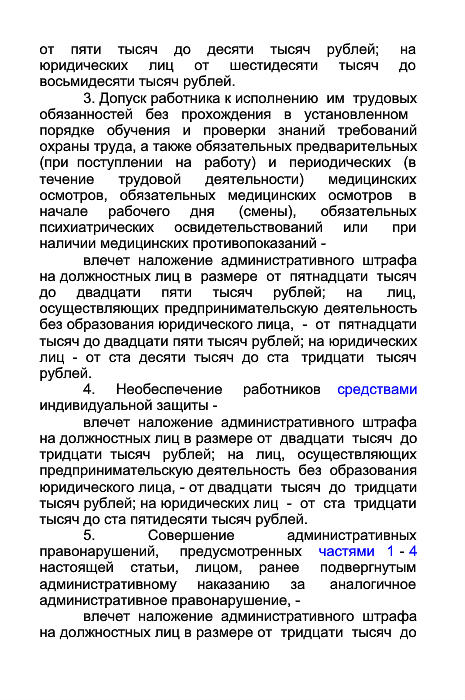 от пяти тысяч до десяти тысяч рублей; на
юридических лиц от шестидесяти тысяч до
восьмидесяти тысяч рублей.
3. Допуск работника к исполнению им трудовых
обязанностей без прохождения в установленном
порядке обучения и проверки знаний требований
охраны труда, а также обязательных предварительных
(при поступлении на работу) и периодических (в
течение трудовой деятельности) медицинских
осмотров, обязательных медицинских осмотров в
начале рабочего дня (смены), обязательных
психиатрических освидетельствований или при
наличии медицинских противопоказаний -
влечет наложение административного штрафа
на должностных лиц в размере от пятнадцати тысяч
до двадцати пяти тысяч рублей; на лиц,
осуществляющих предпринимательскую деятельность
без образования юридического лица, - от пятнадцати
тысяч до двадцати пяти тысяч рублей; на юридических
лиц - от ста десяти тысяч до ста тридцати тысяч
рублей.
4. Необеспечение работников средствами
индивидуальной защиты -
влечет наложение административного штрафа
на должностных лиц в размере от двадцати тысяч до
тридцати тысяч рублей; на лиц, осуществляющих
предпринимательскую деятельность без образования
юридического лица, - от двадцати тысяч до тридцати
тысяч рублей; на юридических лиц - от ста тридцати
тысяч до ста пятидесяти тысяч рублей.
5. Совершение административных
правонарушений, предусмотренных частями 1 - 4
настоящей статьи, лицом, ранее подвергнутым
административному наказанию за аналогичное
административное правонарушение, -
влечет наложение административного штрафа
на должностных лиц в размере от тридцати тысяч до